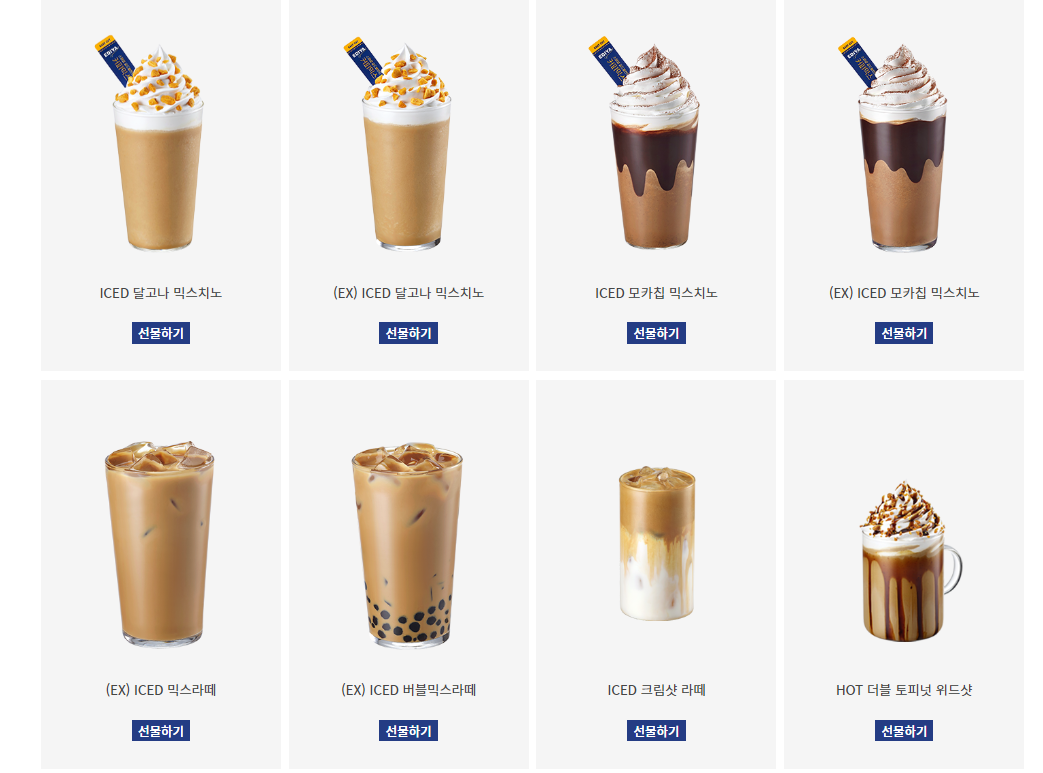 ICED 달고나 믹스치노
(EX) ICED 달고나 믹스치노
ICED 모카칩 믹스치노
(EX) ICED 모카칩 믹스치노
선물하기
선물하기
선물하기
선물하기
(EX) ICED 믹스라떼
(EX) ICED 버블믹스라떼
ICED 크림샷 라떼
HOT 더블 토피넛 위드샷
선물하기
선물하기
선물하기
선물하기